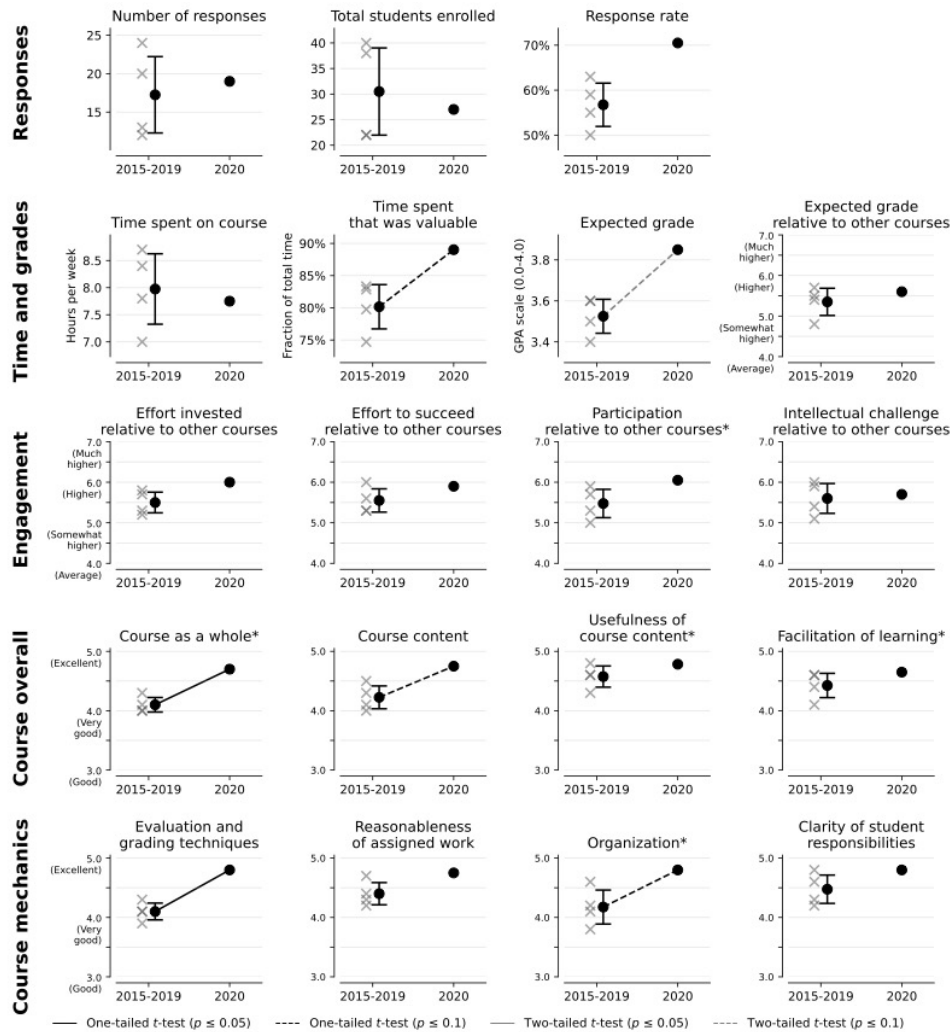 Responses
Number of responses
25
20
15
2015-2019
2020
Total students enrolled
40
35
30
25
20
2015-2019
2020
Response rate
70%
60%
50%
2015-2019
2020
Time and grades
Time spent on course
Hours per week
8.5
8.0
7.5
7.0
2015-2019
2020
Time spent
that was valuable
Fraction of total time
90%
85%
80%
75%
2015-2019
2020
Expected grade
GPA scale (0.0-4.0)
3.8
3.6
3.4
2015-2019
2020
Expected grade
relative to other courses
7.0
(Much
higher)
6.0
(Higher)
5.0
(Somewhat
higher)
4.0
(Average)
2015-2019
2020
Engagement
Effort invested
relative to other courses
7.0
(Much
higher)
6.0
(Higher)
5.0
(Somewhat
higher)
4.0
(Average)
2015-2019
2020
Effort to succeed
relative to other courses
7.0
6.0
5.0
4.0
2015-2019
2020
Participation
relative to other courses*
7.0
6.0
5.0
4.0
2015-2019
2020
Intellectual challenge
relative to other courses
7.0
6.0
5.0
4.0
2015-2019
2020
Course overall
Course as a whole*
5.0
(Excellent)
4.0
(Very
good)
3.0
(Good)
2015-2019
2020
Course content
5.0
4.0
3.0
2015-2019
2020
Usefulness of
course content*
5.0
4.0
3.0
2015-2019
2020
Facilitation of learning*
5.0
4.0
3.0
2015-2019
2020
Course mechanics
Evaluation and
grading techniques
5.0
(Excellent)
4.0
(Very
good)
3.0
(Good)
2015-2019
2020
Reasonableness
of assigned work
5.0
4.0
3.0
2015-2019
2020
Organization*
5.0
4.0
3.0
2015-2019
2020
Clarity of student
responsibilities
5.0
4.0
3.0
2015-2019
2020
One-tailed t-test (p ≤ 0.05)
One-tailed t-test (p ≤ 0.1)
Two-tailed t-test (p ≤ 0.05)
Two-tailed t-test (p ≤ 0.1)